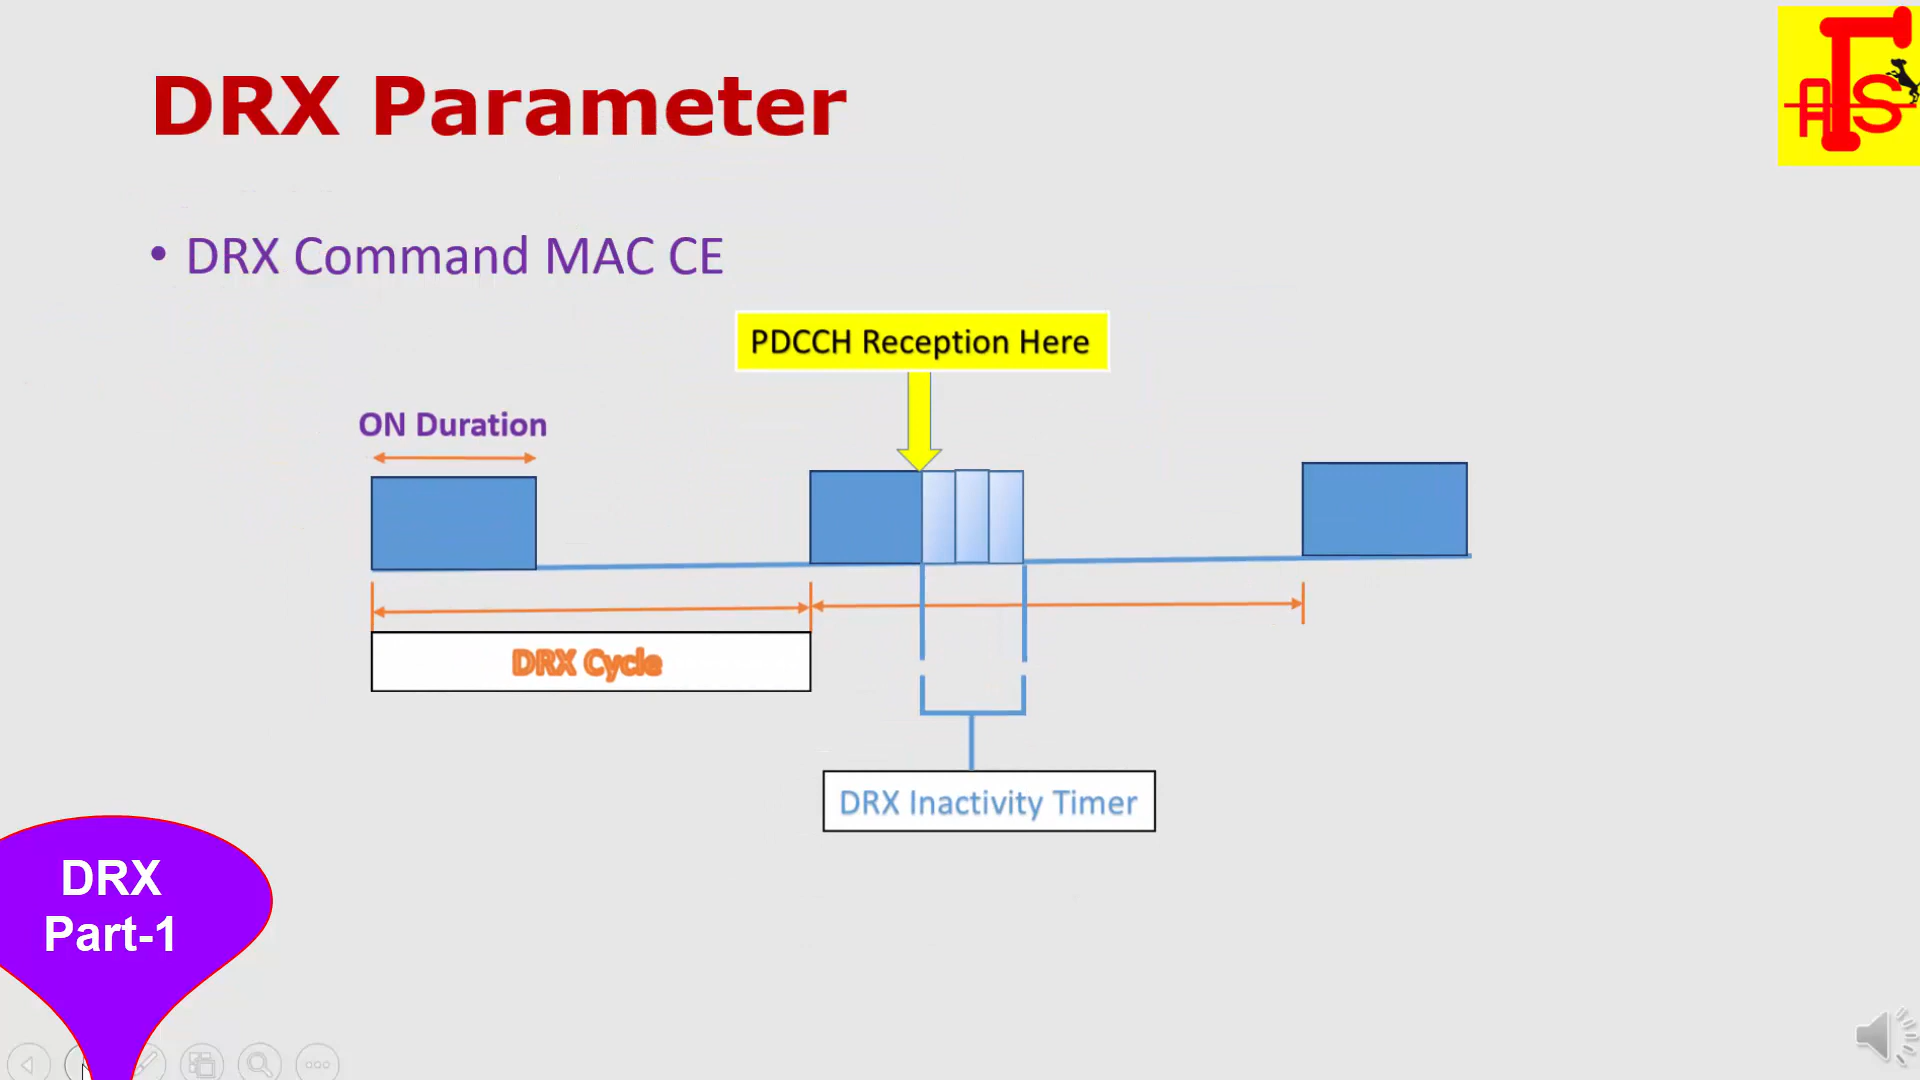 DRX Parameter
• DRX Command MAC CE
PDCCH Reception Here
ON Duration
DRX Cycle
DRX Inactivity Timer
DRX
Part-1